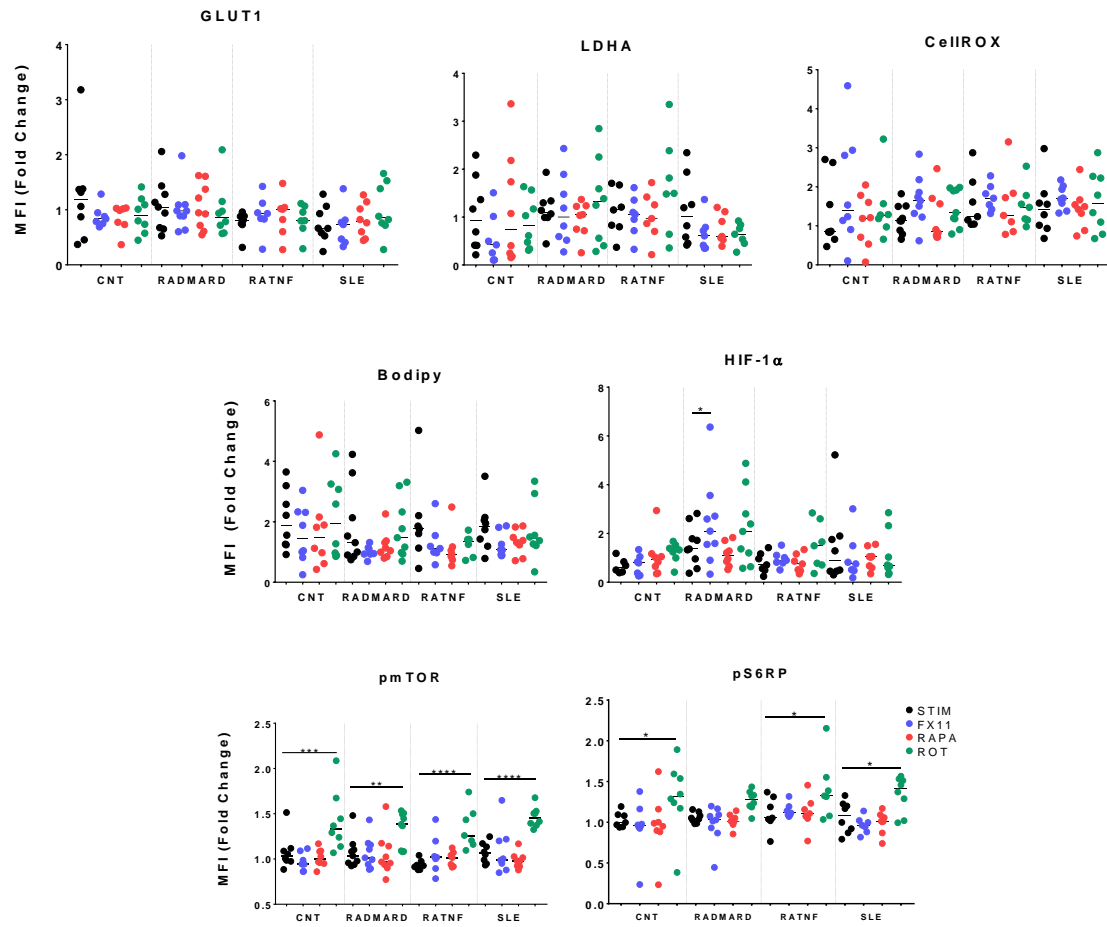 GLUT1
LDHA
CellROX
MFI (Fold Change)
4
3
2
1
0
CNT RADMARD RATNF SLE
4
3
2
1
0
CNT RADMARD RATNF SLE
5
4
3
2
1
0
CNT RADMARD RATNF SLE
Bodipy
HIF-1α
MFI (Fold Change)
6
4
2
0
CNT RADMARD RATNF SLE
8
6
4
2
0
*
CNT RADMARD RATNF SLE
pmTOR
pS6RP
MFI (Fold Change)
2.5
2.0
1.5
1.0
0.5
*** ** **** ****
CNT RADMARD RATNF SLE
2.5
2.0
1.5
1.0
0.5
0.0
* * *
CNT RADMARD RATNF SLE
STIM
FX11
RAPA
ROT